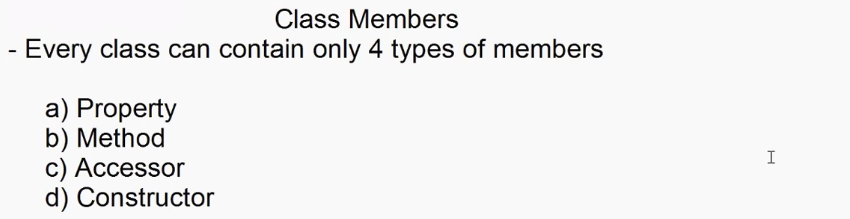 Class Members
- Every class can contain only 4 types of members
a) Property
b) Method
c) Accessor
d) Constructor